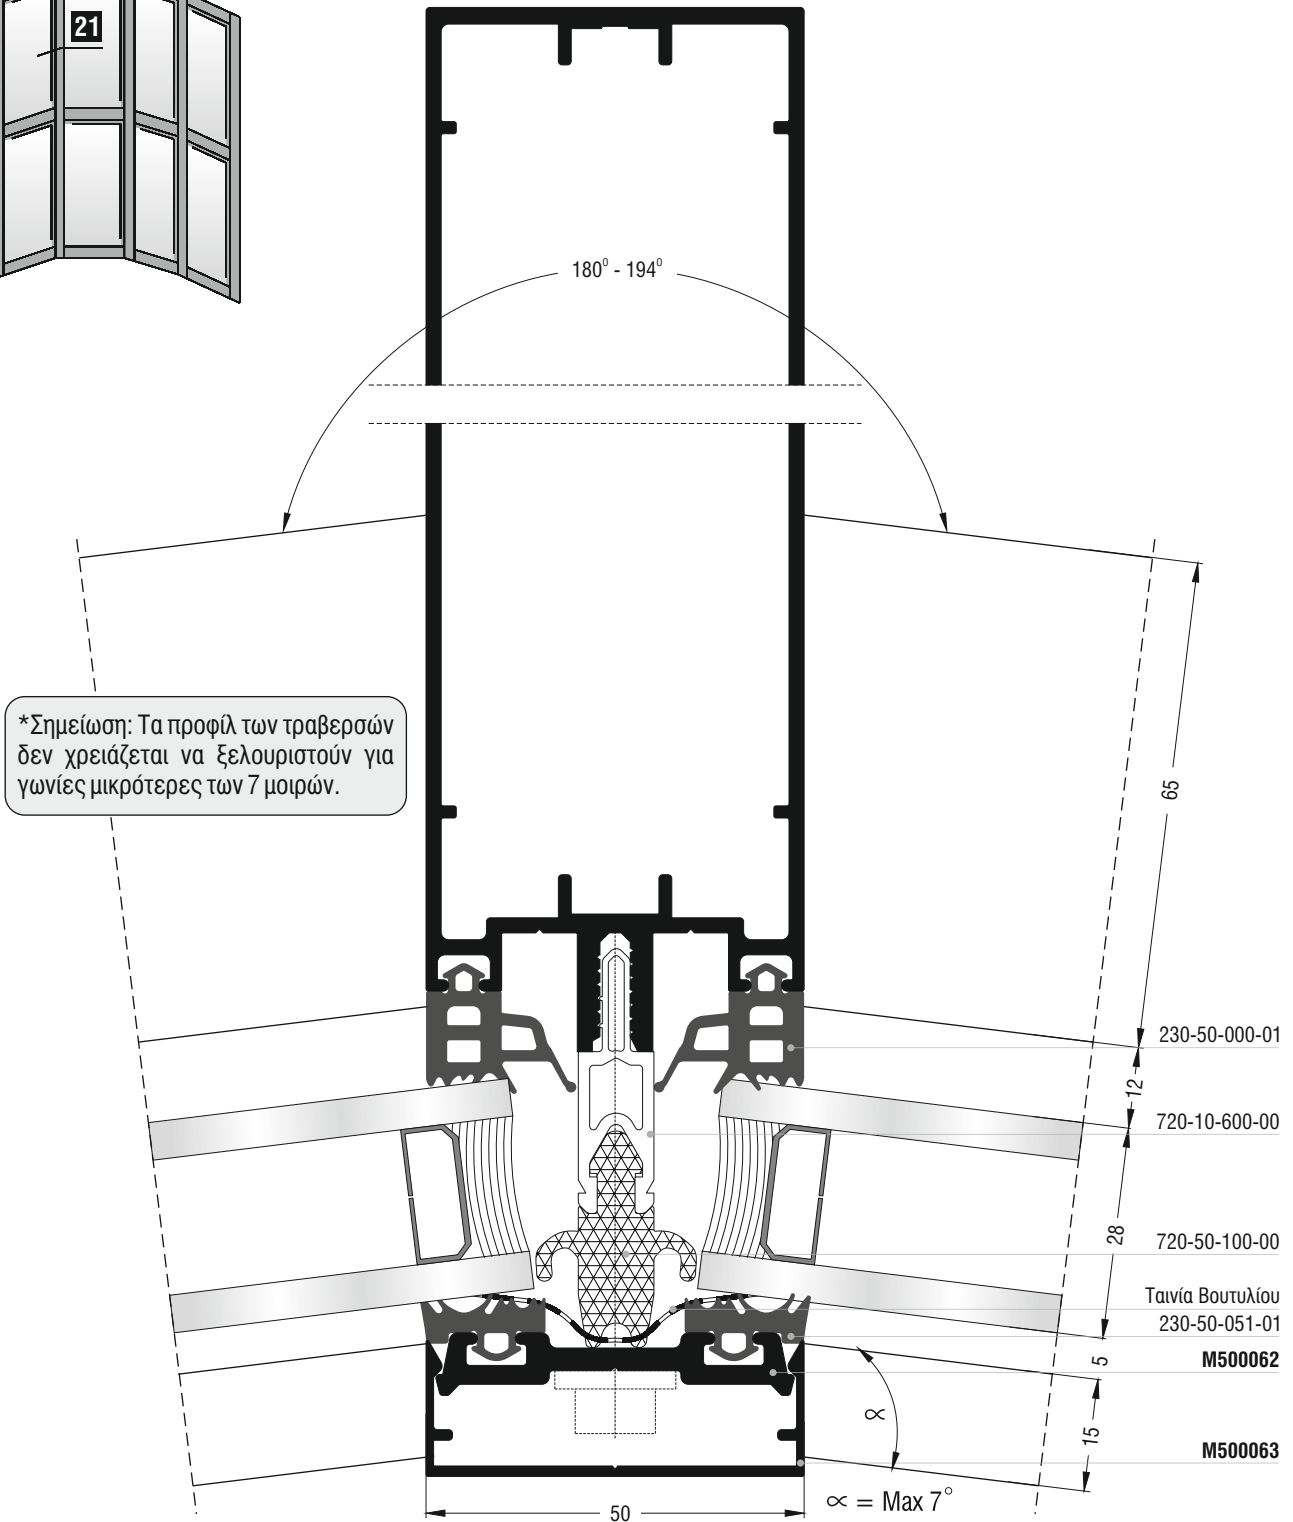 21
180° - 194°
*Σημείωση: Τα προφίλ των τραβερσών
δεν χρειάζεται να ξελουριστούν για
γωνίες μικρότερες των 7 μοιρών.
65
230-50-000-01
12
720-10-600-00
28
720-50-100-00
Ταινία Βουτυλίου
230-50-051-01
5
M500062
∝
15
M500063
∝ = Max 7°
50